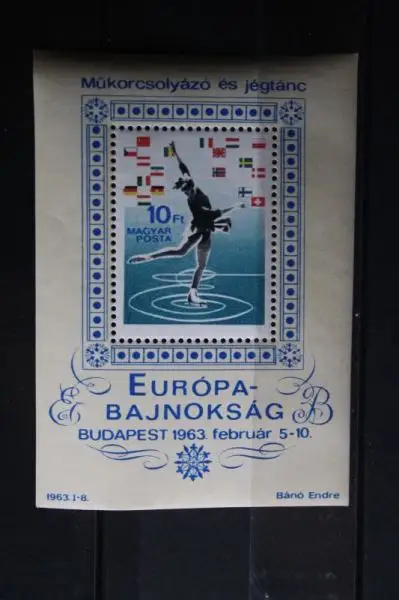 Műkorcsolyázó és jégtánc
10 Ft
MAGYAR
POSTA
EURÓPA-
BAJNOKSÁG
E
B
BUDAPEST 1963. február 5-10.
1963. I-8.
Bánó Endre